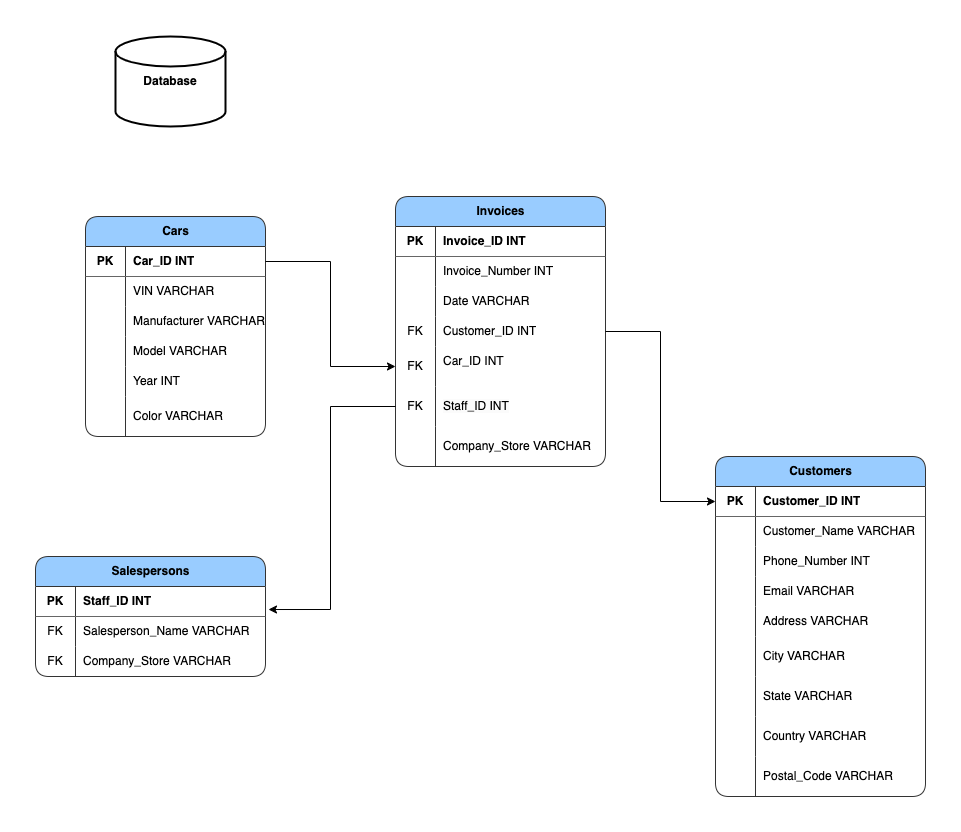 Database
Cars
PK Car_ID INT
VIN VARCHAR
Manufacturer VARCHAR
Model VARCHAR
Year INT
Color VARCHAR
Invoices
PK Invoice_ID INT
Invoice_Number INT
Date VARCHAR
FK Customer_ID INT
FK Car_ID INT
FK Staff_ID INT
Company_Store VARCHAR
Salespersons
PK Staff_ID INT
FK Salesperson_Name VARCHAR
FK Company_Store VARCHAR
Customers
PK Customer_ID INT
Customer_Name VARCHAR
Phone_Number INT
Email VARCHAR
Address VARCHAR
City VARCHAR
State VARCHAR
Country VARCHAR
Postal_Code VARCHAR